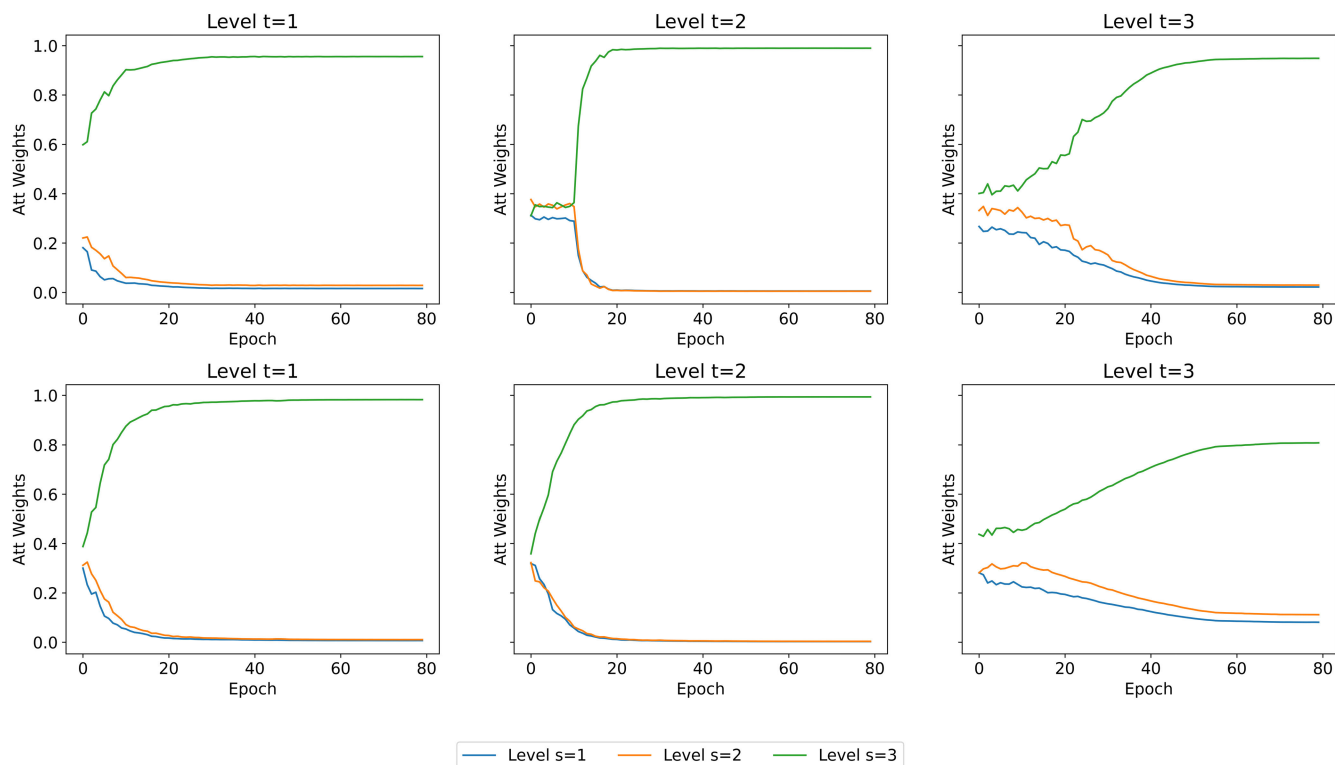 Level t=1
Level t=2
Level t=3
1.0
0.8
0.6
0.4
0.2
0.0
Att Weights
Att Weights
Att Weights
0 20 40 60 80
0 20 40 60 80
0 20 40 60 80
Epoch
Epoch
Epoch
Level t=1
Level t=2
Level t=3
1.0
0.8
0.6
0.4
0.2
0.0
Att Weights
Att Weights
Att Weights
0 20 40 60 80
0 20 40 60 80
0 20 40 60 80
Epoch
Epoch
Epoch
Level s=1 Level s=2 Level s=3